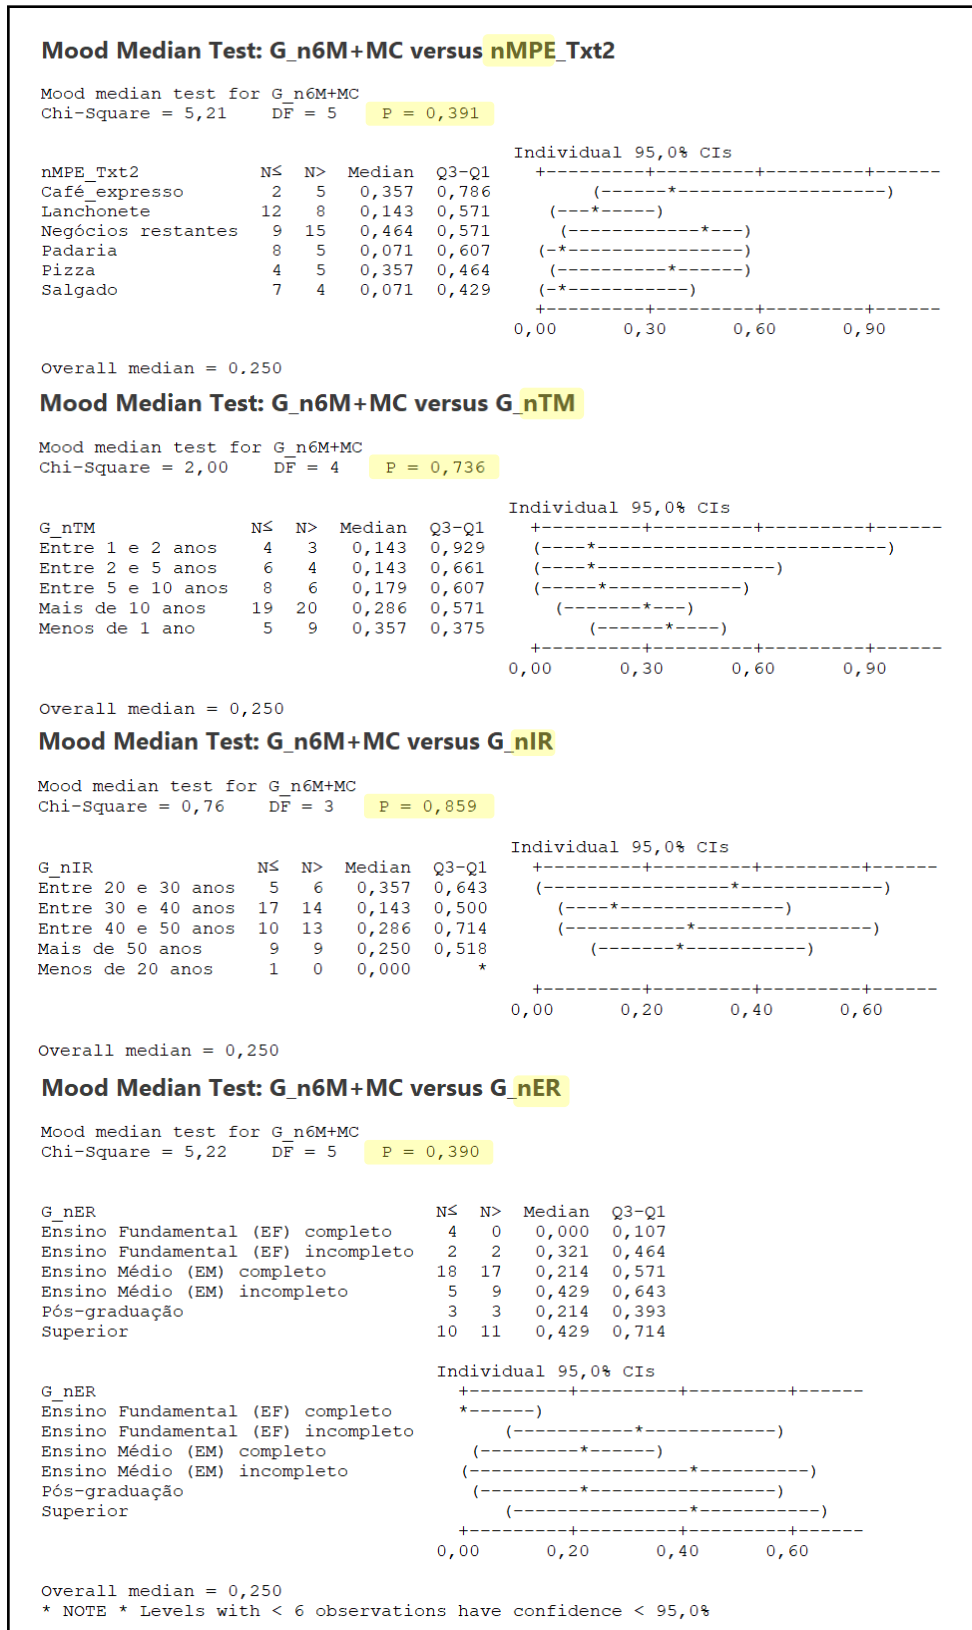 Mood Median Test: G_n6M+MC versus nMPE_Txt2
Mood median test for G_n6M+MC
Chi-Square = 5,21    DF = 5    P = 0,391
Individual 95,0% CIs
nMPE_Txt2            N≤  N>  Median  Q3-Q1    +---------+---------+---------+------
Café_expresso         2   5   0,357  0,786         (------*-------------------)
Lanchonete           12   8   0,143  0,571     (---*-----)
Negócios restantes    9  15   0,464  0,571      (------------*---)
Padaria               8   5   0,071  0,607    (-*----------------)
Pizza                 4   5   0,357  0,464     (----------*------)
Salgado               7   4   0,071  0,429    (-*-----------)
+---------+---------+---------+------
0,00      0,30      0,60      0,90
Overall median = 0.250
Mood Median Test: G_n6M+MC versus G_nTM
Mood median test for G_n6M+MC
Chi-Square = 2,00    DF = 4    P = 0,736
Individual 95,0% CIs
G_nTM               N≤  N>  Median  Q3-Q1    +---------+---------+---------+------
Entre 1 e 2 anos     4   3   0,143  0,929    (----*--------------------------)
Entre 2 e 5 anos     6   4   0,143  0,661    (----*----------------)
Entre 5 e 10 anos    8   6   0,179  0,607    (-----*------------)
Mais de 10 anos     19  20   0,286  0,571      (-------*---)
Menos de 1 ano       5   9   0,357  0,375         (------*----)
+---------+---------+---------+------
0,00      0,30      0,60      0,90
Overall median = 0,250
Mood Median Test: G_n6M+MC versus G_nIR
Mood median test for G_n6M+MC
Chi-Square = 0,76    DF = 3    P = 0,859
Individual 95,0% CIs
G_nIR               N≤  N>  Median  Q3-Q1    +---------+---------+---------+------
Entre 20 e 30 anos   5   6   0,357  0,643    (-----------------*-------------)
Entre 30 e 40 anos  17  14   0,143  0,500      (----*---------------)
Entre 40 e 50 anos  10  13   0,286  0,714      (-----------*----------------)
Mais de 50 anos      9   9   0,250  0,518         (-------*-----------)
Menos de 20 anos     1   0   0,000      *
+---------+---------+---------+------
0,00      0,20      0,40      0,60
Overall median = 0,250
Mood Median Test: G_n6M+MC versus G_nER
Mood median test for G_n6M+MC
Chi-Square = 5,22    DF = 5    P = 0,390
G_nER                               N≤  N>  Median  Q3-Q1
Ensino Fundamental (EF) completo     4   0   0,000  0,107
Ensino Fundamental (EF) incompleto   2   2   0,321  0,464
Ensino Médio (EM) completo          18  17   0,214  0,571
Ensino Médio (EM) incompleto         5   9   0,429  0,643
Pós-graduação                        3   3   0,214  0,393
Superior                            10  11   0,429  0,714
Individual 95,0% CIs
G_nER                                 +---------+---------+---------+------
Ensino Fundamental (EF) completo      *------)
Ensino Fundamental (EF) incompleto        (-----------*------------)
Ensino Médio (EM) completo             (---------*------)
Ensino Médio (EM) incompleto          (--------------------*----------)
Pós-graduação                          (---------*-----------------)
Superior                                  (----------------*------------)
+---------+---------+---------+------
0,00      0,20      0,40      0,60
Overall median = 0,250
* NOTE * Levels with < 6 observations have confidence < 95,0%